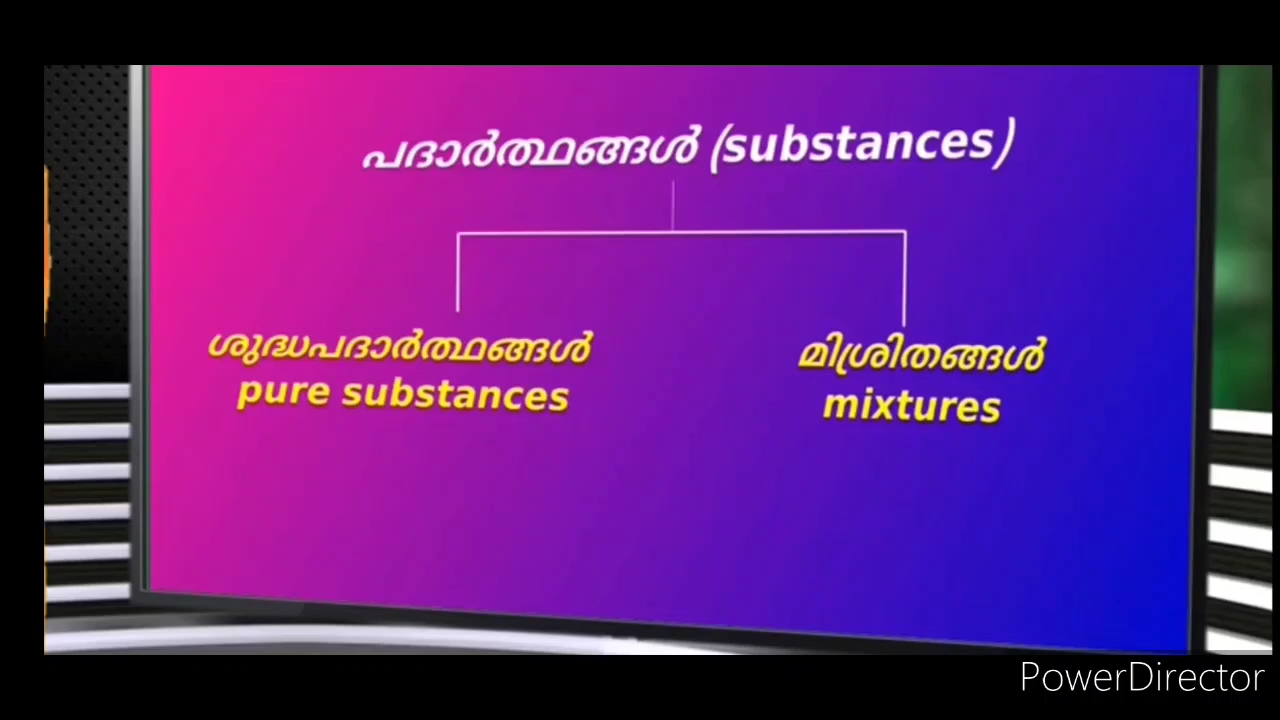 പദാർത്ഥങ്ങൾ (substances)
ശുദ്ധപദാർത്ഥങ്ങൾ
pure substances
മിശ്രിതങ്ങൾ
mixtures
PowerDirector